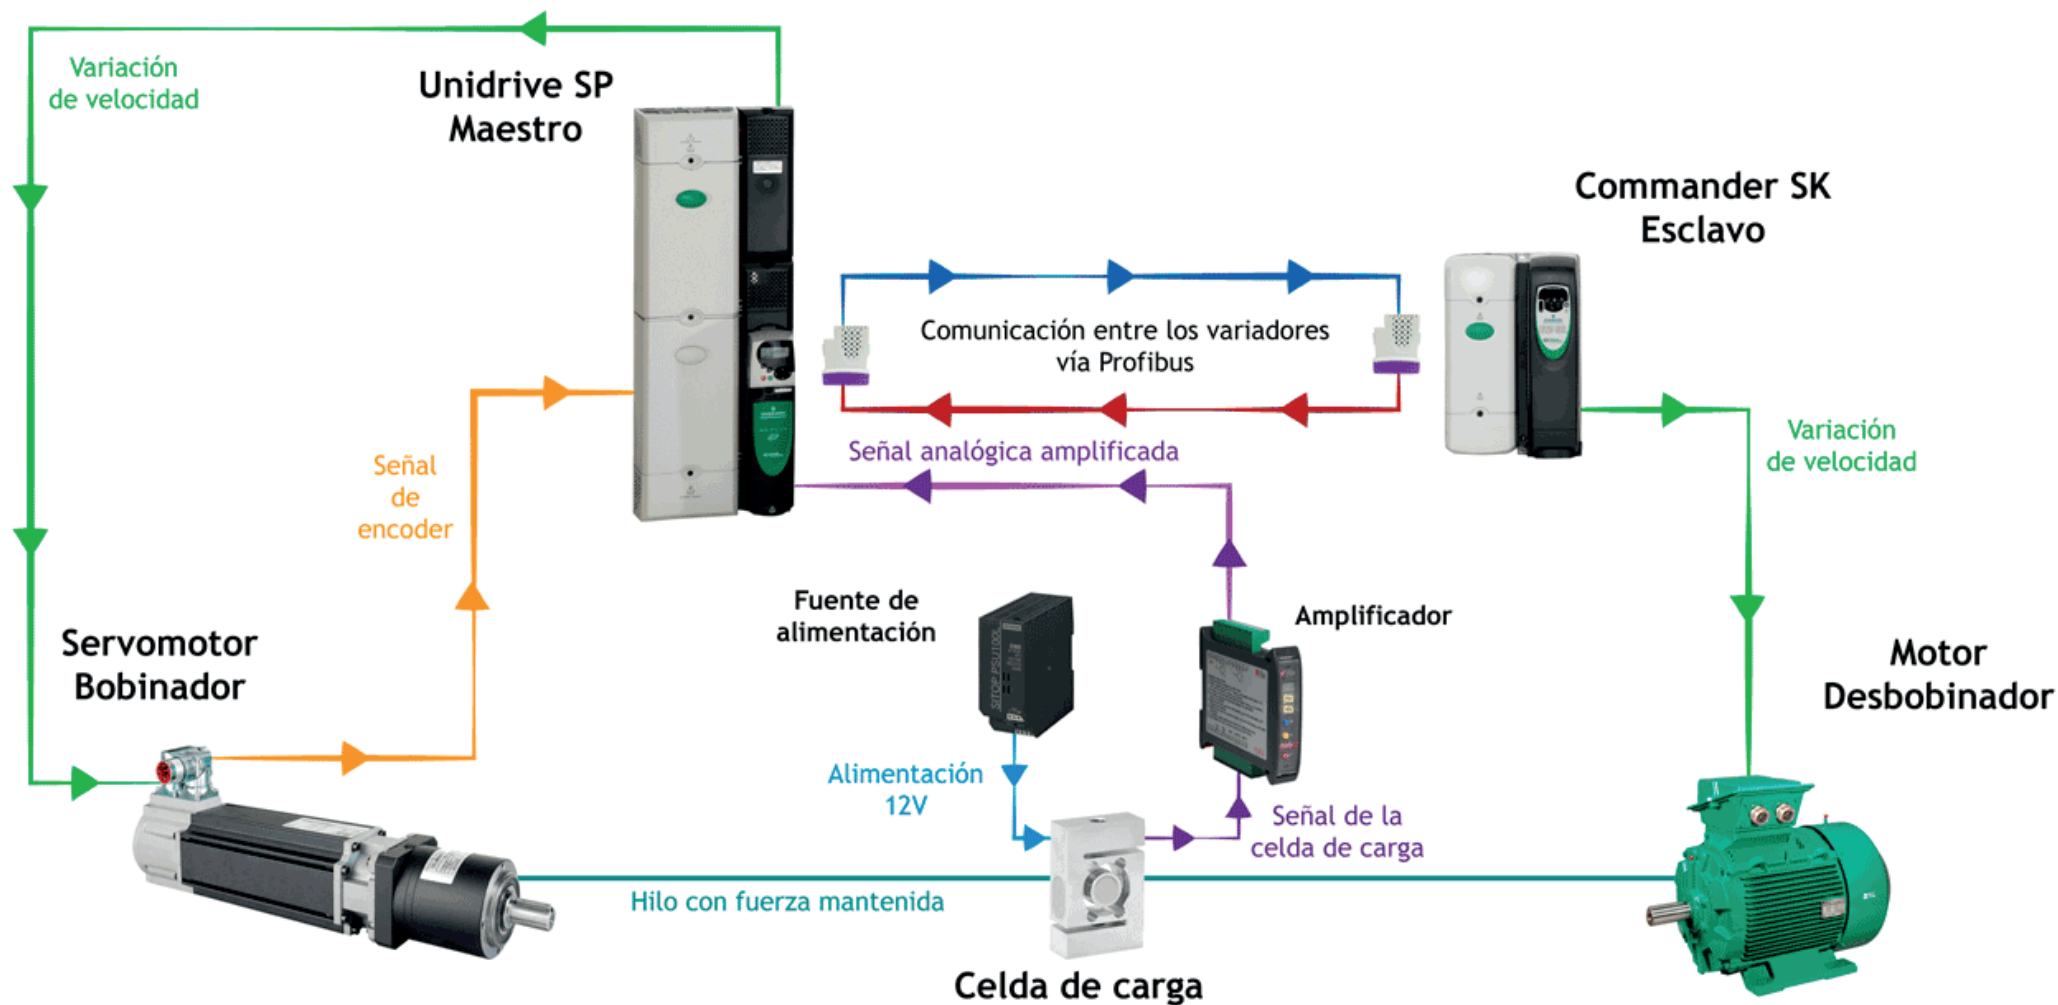 Variación
de velocidad
Unidrive SP
Maestro
Commander SK
Esclavo
Comunicación entre los variadores
vía Profibus
Señal analógica amplificada
Señal
de
encoder
Variación
de velocidad
Fuente de
alimentación
Amplificador
SITOP PSU100L
Servomotor
Bobinador
Motor
Desbobinador
Alimentación
12V
Señal de la
celda de carga
Hilo con fuerza mantenida
Celda de carga